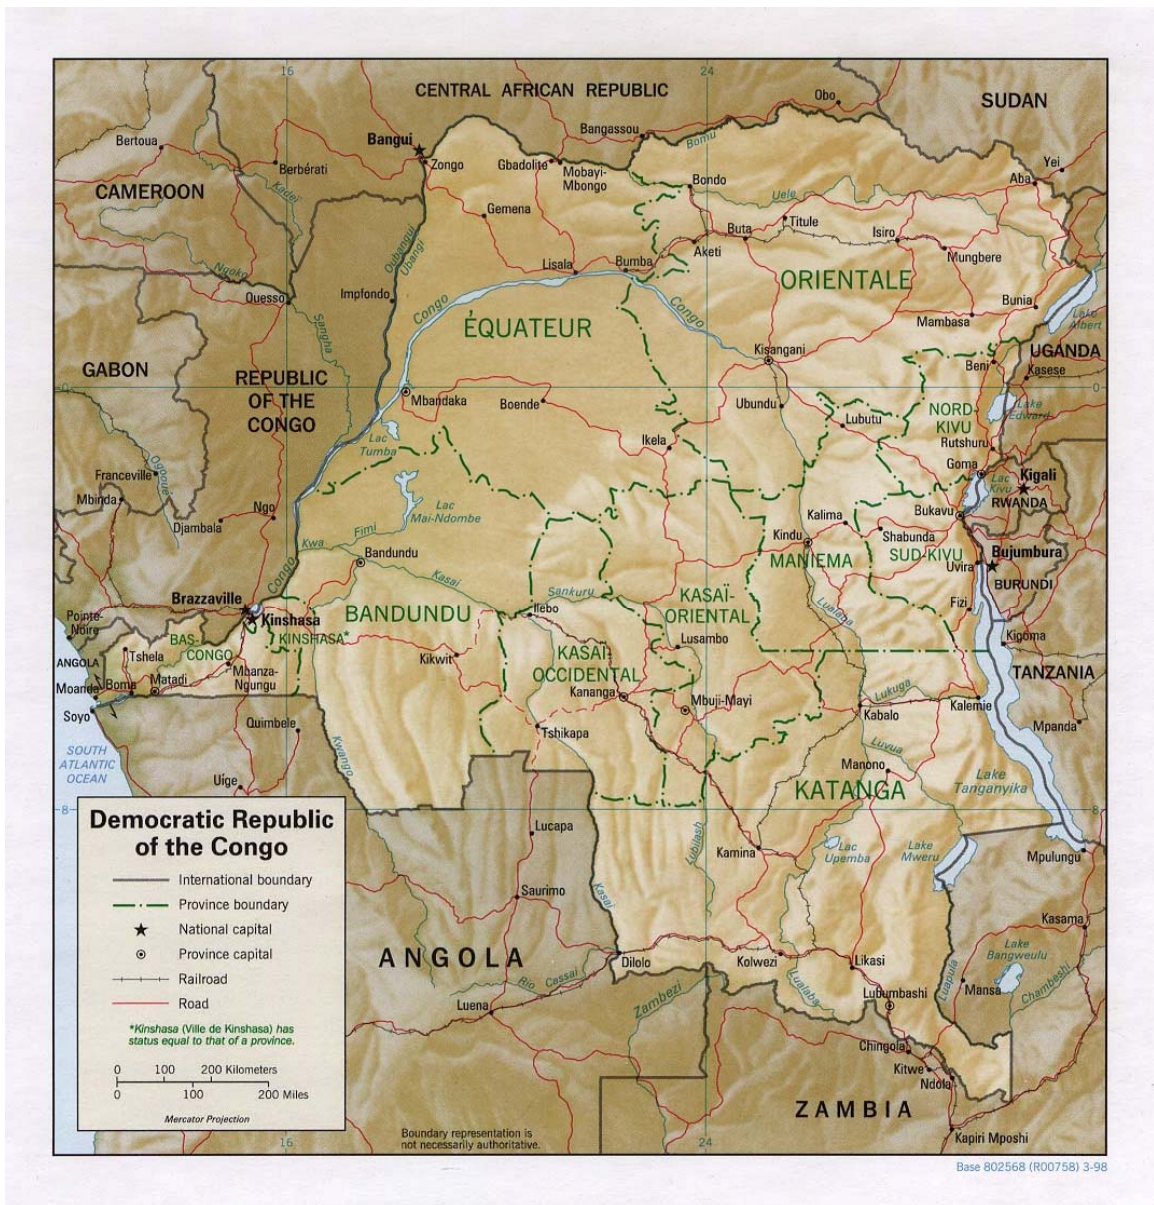 16
24
CENTRAL AFRICAN REPUBLIC
Obo
SUDAN
Bangassou
Bomu
Bertoua
Bangui
Zongo
Gbadolite
Mobayi-
Mbongo
Yei
Berbérati
Bondo
Aba
CAMEROON
Kadeï
Uele
Gemena
Titule
Buta
Isiro
Oubangui
Ubangi
Aketi
Mungbere
Ngoko
Lisala
Bumba
ORIENTALE
Ouesso
Impfondo
Congo
Congo
Bunia
Sangha
ÉQUATEUR
Mambasa
Lake
Albert
Kisangani
UGANDA
GABON
Beni
Kasese
REPUBLIC
OF THE
CONGO
0
0
Mbandaka
Boende
Ubundu
Lubutu
NORD-
KIVU
Lake
Edward
Lac
Tumba
Ikela
Rutshuru
Goma
Franceville
Ogooué
Kigali
Lac
Kivu
RWANDA
Mbinda
Lac
Mai-Ndombe
Ngo
Djambala
Bukavu
Kalima
Kindu
Shabunda
Fimi
Kwa
Bandundu
MANIEMA
SUD-KIVU
Bujumbura
Uvira
BURUNDI
Congo
Kasai
Sankuru
KASAÏ-
ORIENTAL
Lualaba
Brazzaville
BANDUNDU
Ilebo
Fizi
Pointe-
Noire
Kinshasa
KINSHASA*
Lusambo
Kigoma
BAS-
CONGO
Tshela
Kikwit
KASAÏ-
OCCIDENTAL
ANGOLA
Mbanza-
Ngungu
TANZANIA
Moanda
Boma
Matadi
Kananga
Mbuji-Mayi
Lukuga
Kalemie
Soyo
Quimbele
Tshikapa
Kabalo
Mpanda
SOUTH
ATLANTIC
OCEAN
Kwango
Luvua
Manono
Uíge
KATANGA
Lake
Tanganyika
8
8
Democratic Republic
of the Congo
International boundary
Province boundary
National capital
Province capital
Railroad
Road
*Kinshasa (Ville de Kinshasa) has
status equal to that of a province.
0 100 200 Kilometers
0 100 200 Miles
Mercator Projection
Lucapa
Lubilash
Kamina
Lac
Upemba
Lake
Mweru
Mpulungu
Saurimo
Kasai
Kasama
ANGOLA
Dilolo
Kolwezi
Likasi
Lake
Bangweulu
Rio Cassai
Lualaba
Luapula
Mansa
Chambeshi
Luena
Zambezi
Lubumbashi
Chingola
Kitwe
Ndola
ZAMBIA
Kapiri Mposhi
Boundary representation is
not necessarily authoritative.
16
24
Base 802568 (R00758) 3-98